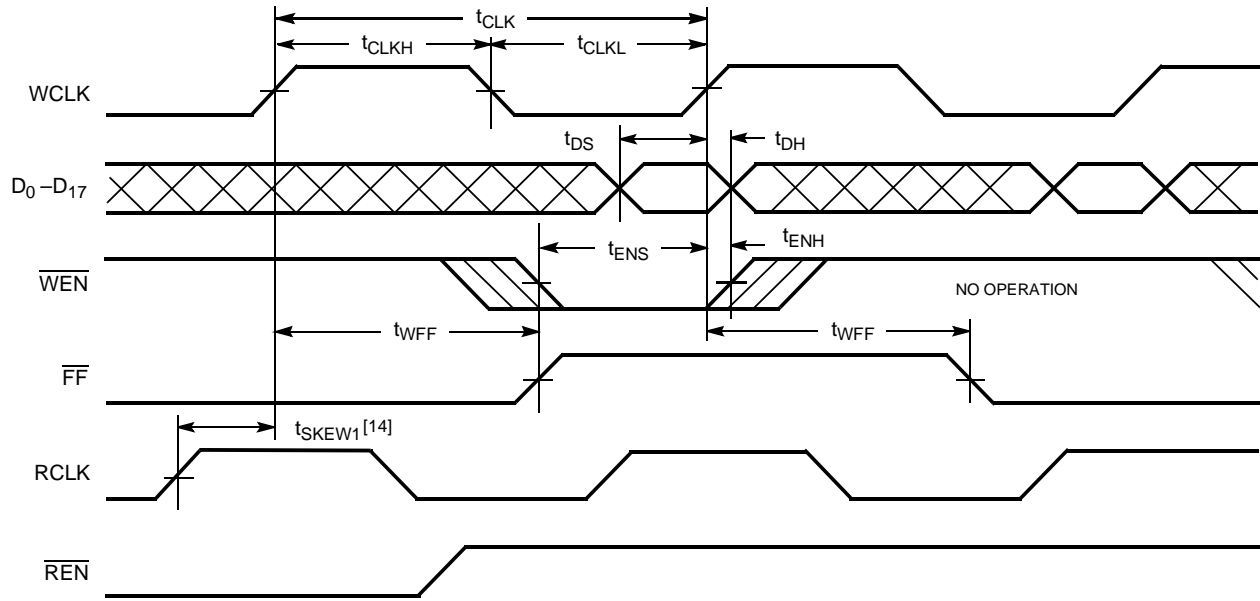 tCLK
tCLKH tCLKL
WCLK
tDS tDH
D0 –D17
tENS tENH
WEN
NO OPERATION
tWFF tWFF
FF
tSKEW1 [14]
RCLK
REN